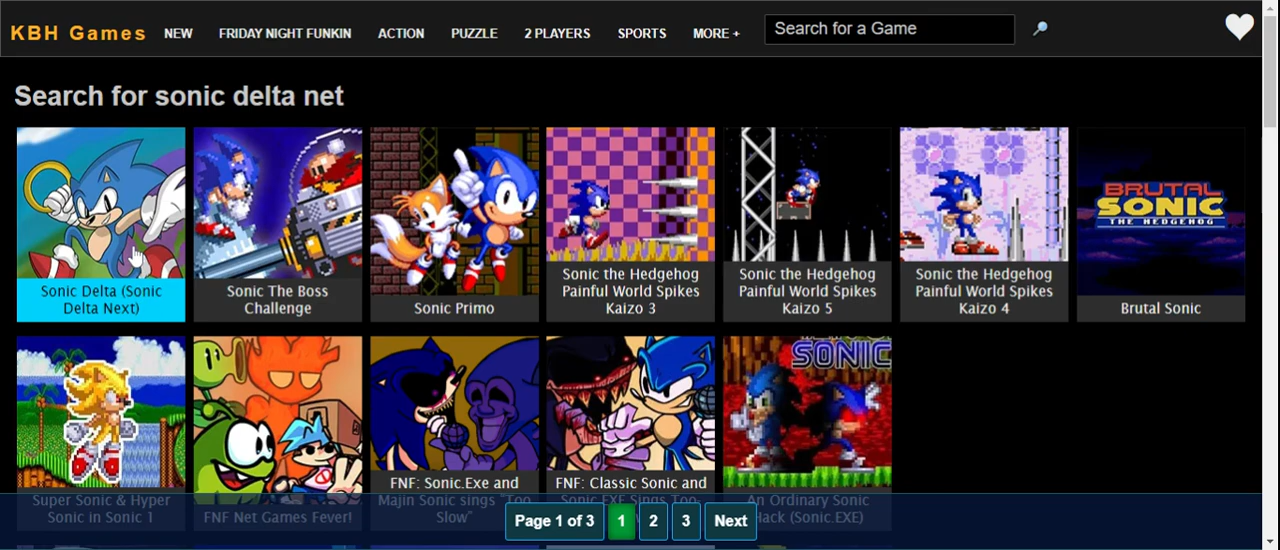 KBH Games NEW FRIDAY NIGHT FUNKIN ACTION PUZZLE 2 PLAYERS SPORTS MORE + Search for a Game
Search for sonic delta net
Sonic Delta (Sonic
Delta Next)
Sonic The Boss
Challenge
Sonic Primo
Sonic the Hedgehog
Painful World Spikes
Kaizo 3
Sonic the Hedgehog
Painful World Spikes
Kaizo 5
Sonic the Hedgehog
Painful World Spikes
Kaizo 4
BRUTAL
SONIC
THE HEDGEHOG
Brutal Sonic
Super Sonic & Hyper
Sonic in Sonic 1
FNF Net Games Fever!
FNF: Sonic.Exe and
Majin Sonic sings "Too
Slow"
FNF: Classic Sonic and
Sonic EXE Sings Too-
SONIC
An Ordinary Sonic
Hack (Sonic.EXE)
Page 1 of 3 1 2 3 Next